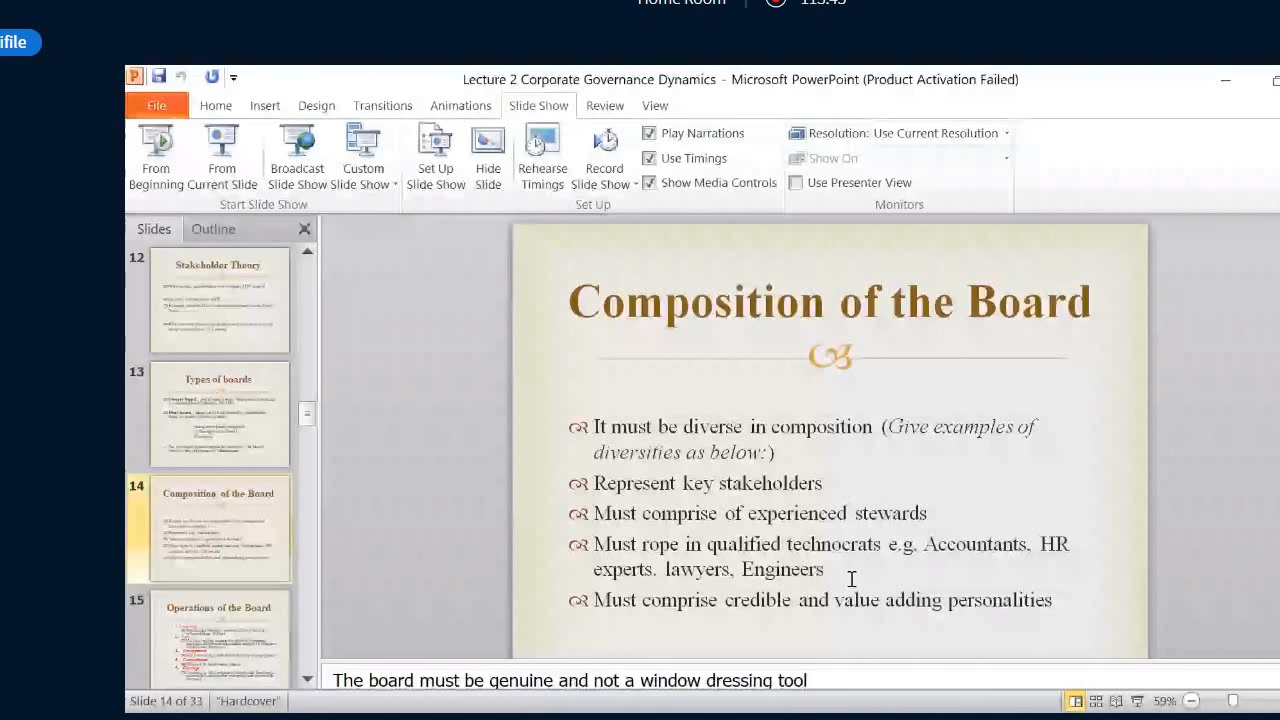 Home Room
113:43
ifile
Lecture 2 Corporate Governance Dynamics - Microsoft PowerPoint (Product Activation Failed)
File Home Insert Design Transitions Animations Slide Show Review View
From Beginning
From Current Slide
Broadcast Slide Show
Custom Slide Show
Set Up Slide Show
Hide Slide
Rehearse Timings
Record Slide Show
Play Narrations
Use Timings
Show Media Controls
Resolution: Use Current Resolution
Show On
Use Presenter View
Start Slide Show
Set Up
Monitors
Slides Outline
12
Stakeholder Theory
13
Types of boards
14
Composition of the Board
15
Operations of the Board
Composition of the Board
It must be diverse in composition (Give examples of
diversities as below:)
Represent key stakeholders
Must comprise of experienced stewards
Must rope in qualified technocrats e.g. Accountants, HR
experts, lawyers, Engineers
Must comprise credible and value adding personalities
The board must be genuine and not a window dressing tool
Slide 14 of 33 "Hardcover" 59%